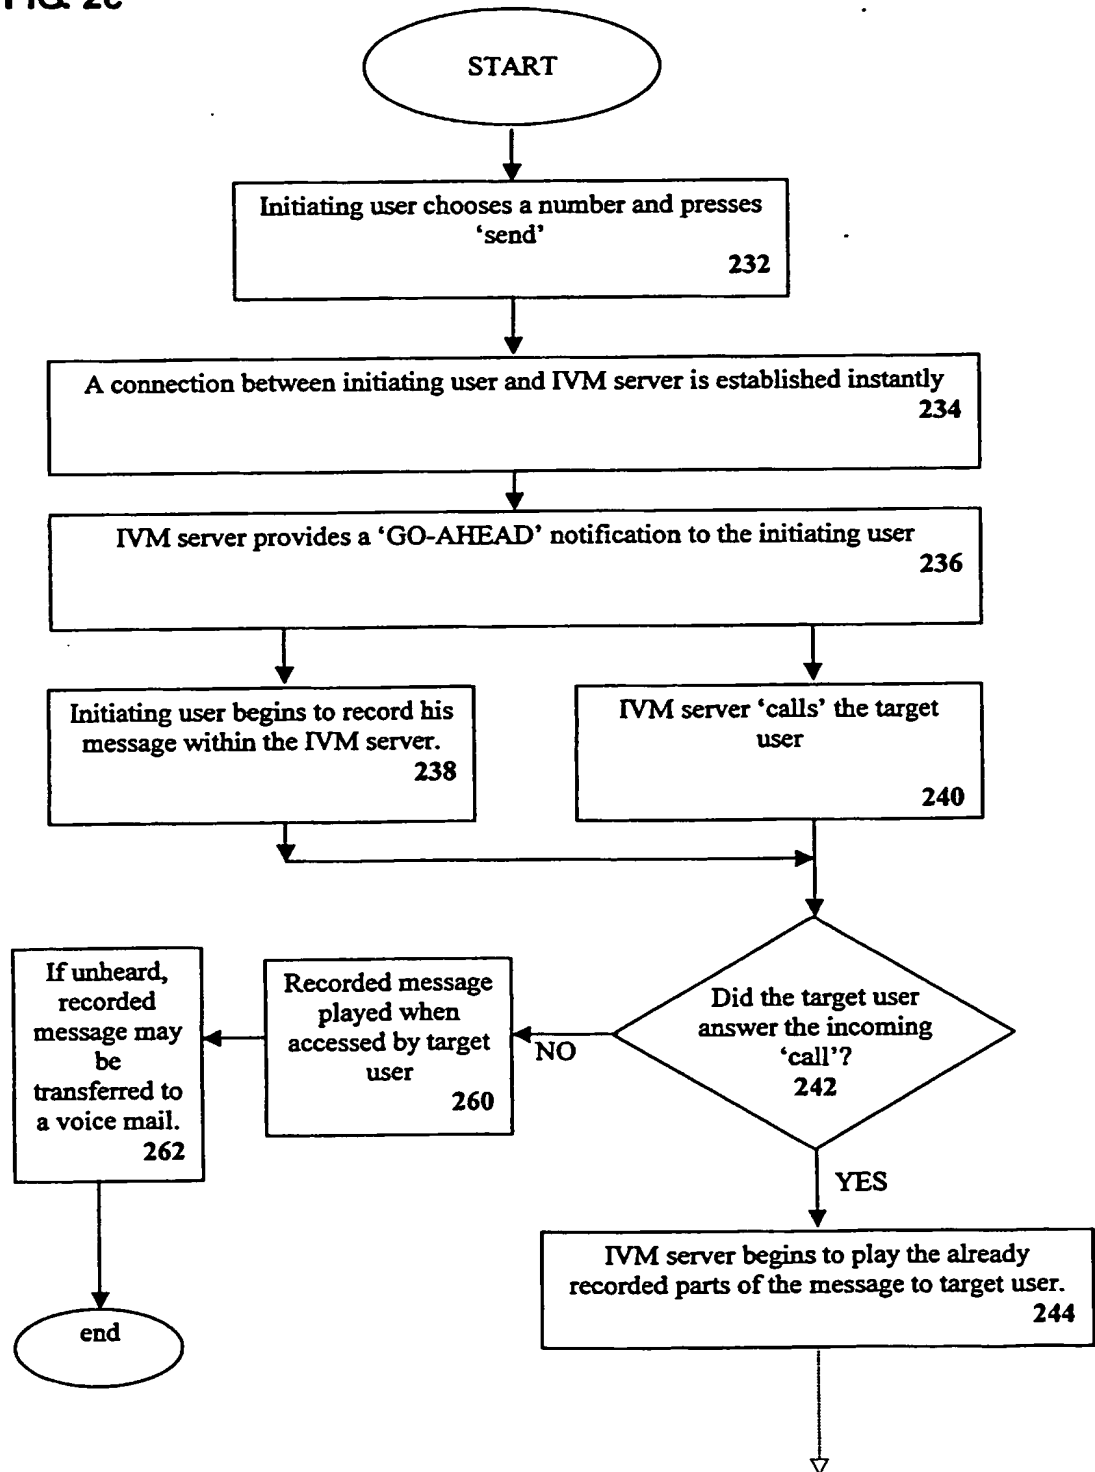 FIG. 2c
START
Initiating user chooses a number and presses
‘send’
232
A connection between initiating user and IVM server is established instantly
234
IVM server provides a ‘GO-AHEAD’ notification to the initiating user
236
Initiating user begins to record his
message within the IVM server.
238
IVM server ‘calls’ the target
user
240
Did the target user
answer the incoming
‘call’?
242
NO
Recorded message
played when
accessed by target
user
260
If unheard,
recorded
message may
be
transferred to
a voice mail.
262
end
YES
IVM server begins to play the already
recorded parts of the message to target user.
244